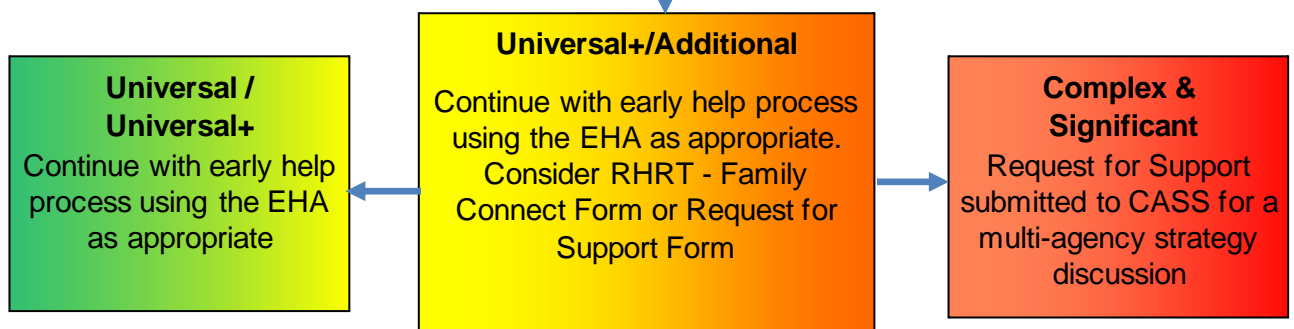 Universal /
Universal+
Continue with early help
process using the EHA
as appropriate
Universal+/Additional
Continue with early help process
using the EHA as appropriate.
Consider RHRT - Family
Connect Form or Request for
Support Form
Complex &
Significant
Request for Support
submitted to CASS for a
multi-agency strategy
discussion